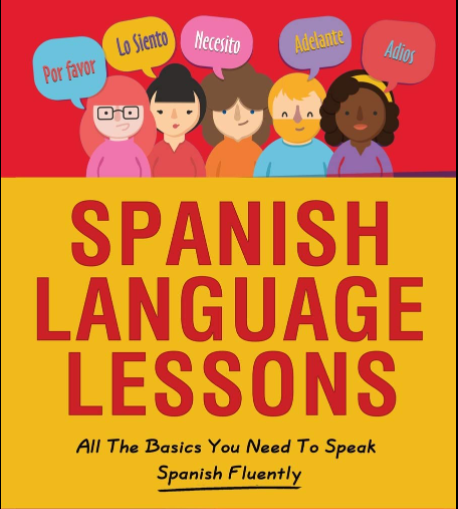 Por favor
Lo Siento
Necesito
Adelante
Adios
SPANISH
LANGUAGE
LESSONS
All The Basics You Need To Speak
Spanish Fluently